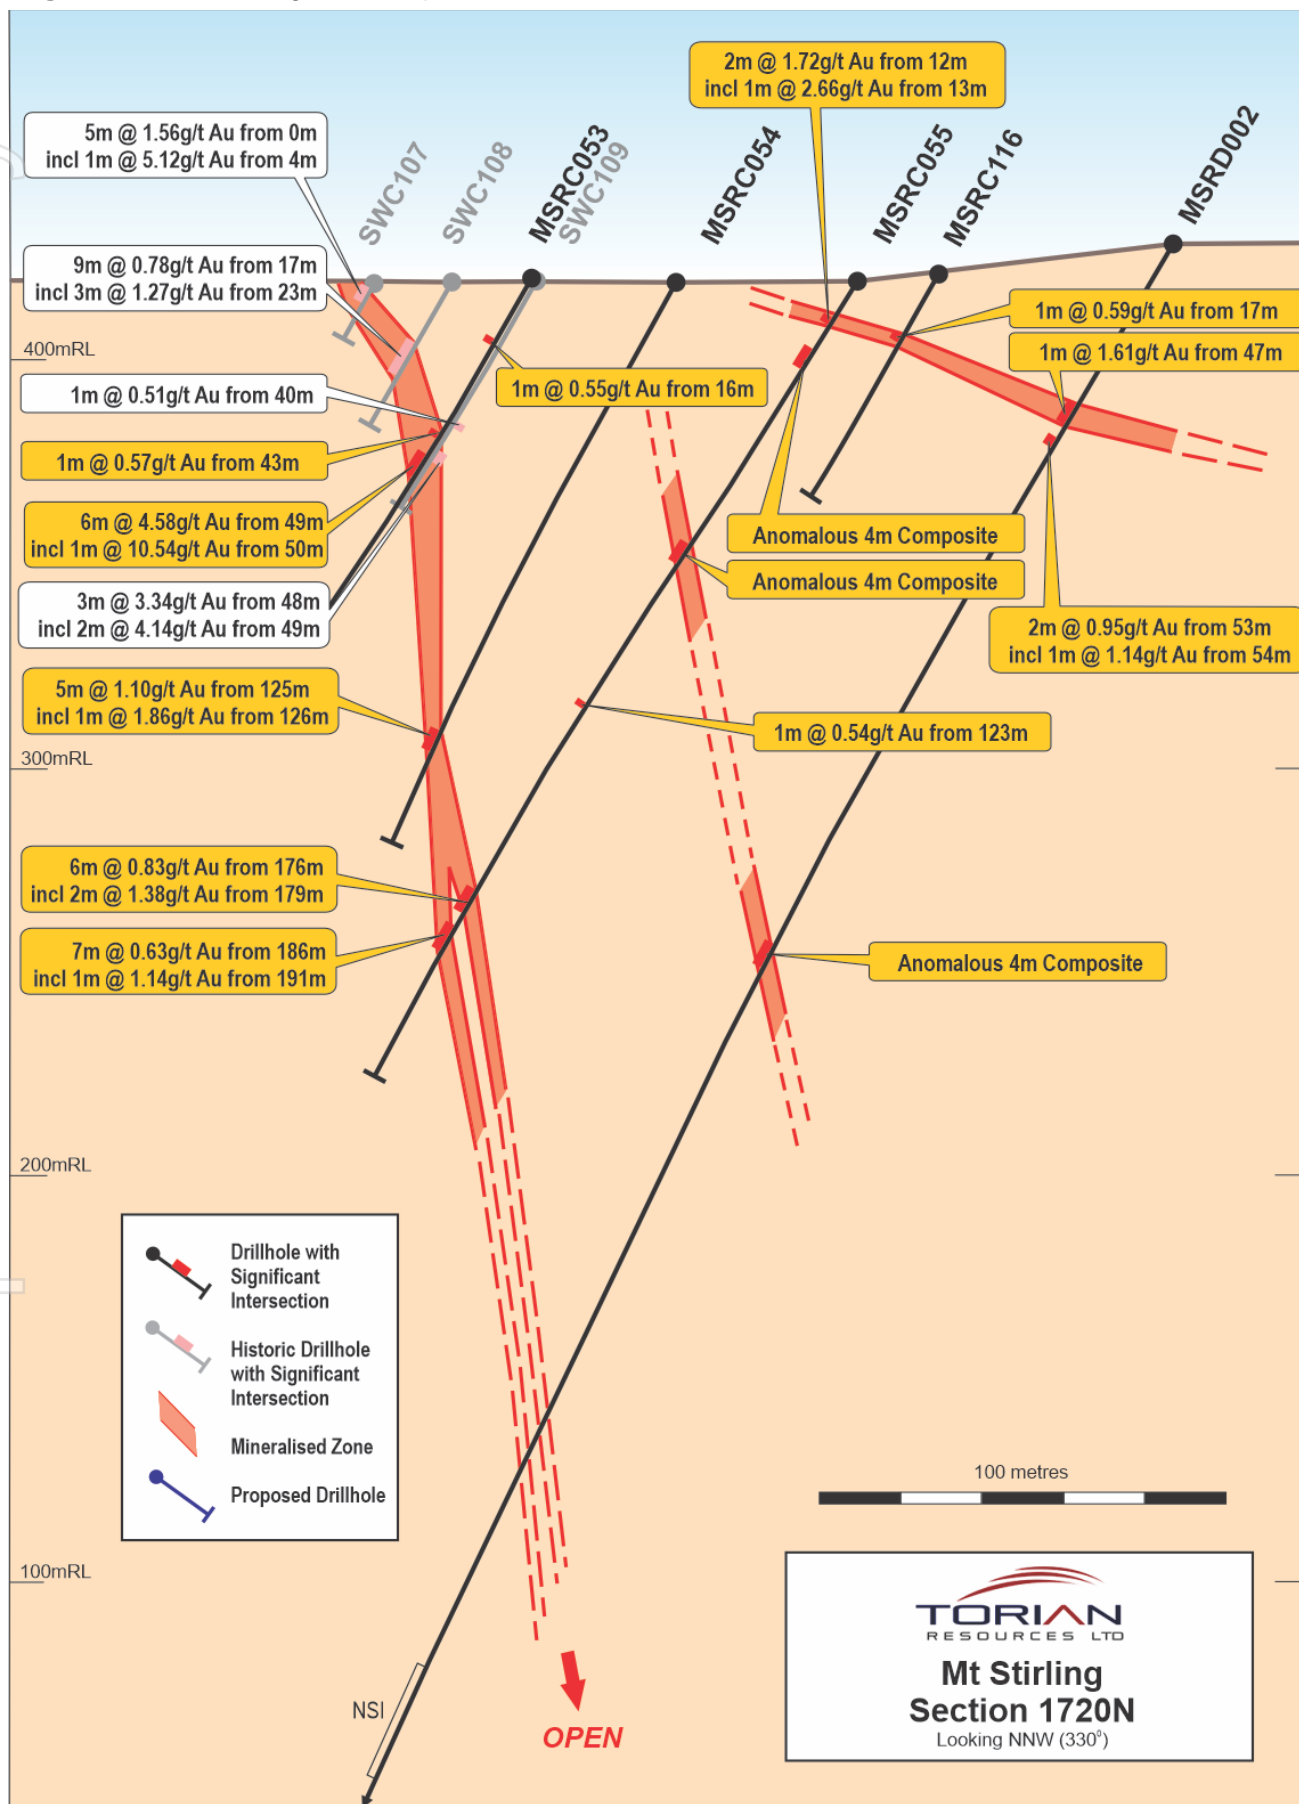 2m @ 1.72g/t Au from 12m
incl 1m @ 2.66g/t Au from 13m
5m @ 1.56g/t Au from 0m
incl 1m @ 5.12g/t Au from 4m
SWC107
SWC108
MSRC053
SWC109
MSRC054
MSRC055
MSRC116
MSRD002
9m @ 0.78g/t Au from 17m
incl 3m @ 1.27g/t Au from 23m
1m @ 0.59g/t Au from 17m
400mRL
1m @ 1.61g/t Au from 47m
1m @ 0.51g/t Au from 40m
1m @ 0.55g/t Au from 16m
1m @ 0.57g/t Au from 43m
6m @ 4.58g/t Au from 49m
incl 1m @ 10.54g/t Au from 50m
Anomalous 4m Composite
Anomalous 4m Composite
3m @ 3.34g/t Au from 48m
incl 2m @ 4.14g/t Au from 49m
2m @ 0.95g/t Au from 53m
incl 1m @ 1.14g/t Au from 54m
5m @ 1.10g/t Au from 125m
incl 1m @ 1.86g/t Au from 126m
1m @ 0.54g/t Au from 123m
300mRL
6m @ 0.83g/t Au from 176m
incl 2m @ 1.38g/t Au from 179m
7m @ 0.63g/t Au from 186m
incl 1m @ 1.14g/t Au from 191m
Anomalous 4m Composite
200mRL
Drillhole with
Significant
Intersection
Historic Drillhole
with Significant
Intersection
Mineralised Zone
Proposed Drillhole
100 metres
100mRL
TORIAN
RESOURCES LTD
Mt Stirling
Section 1720N
Looking NNW (330⁰)
NSI
OPEN